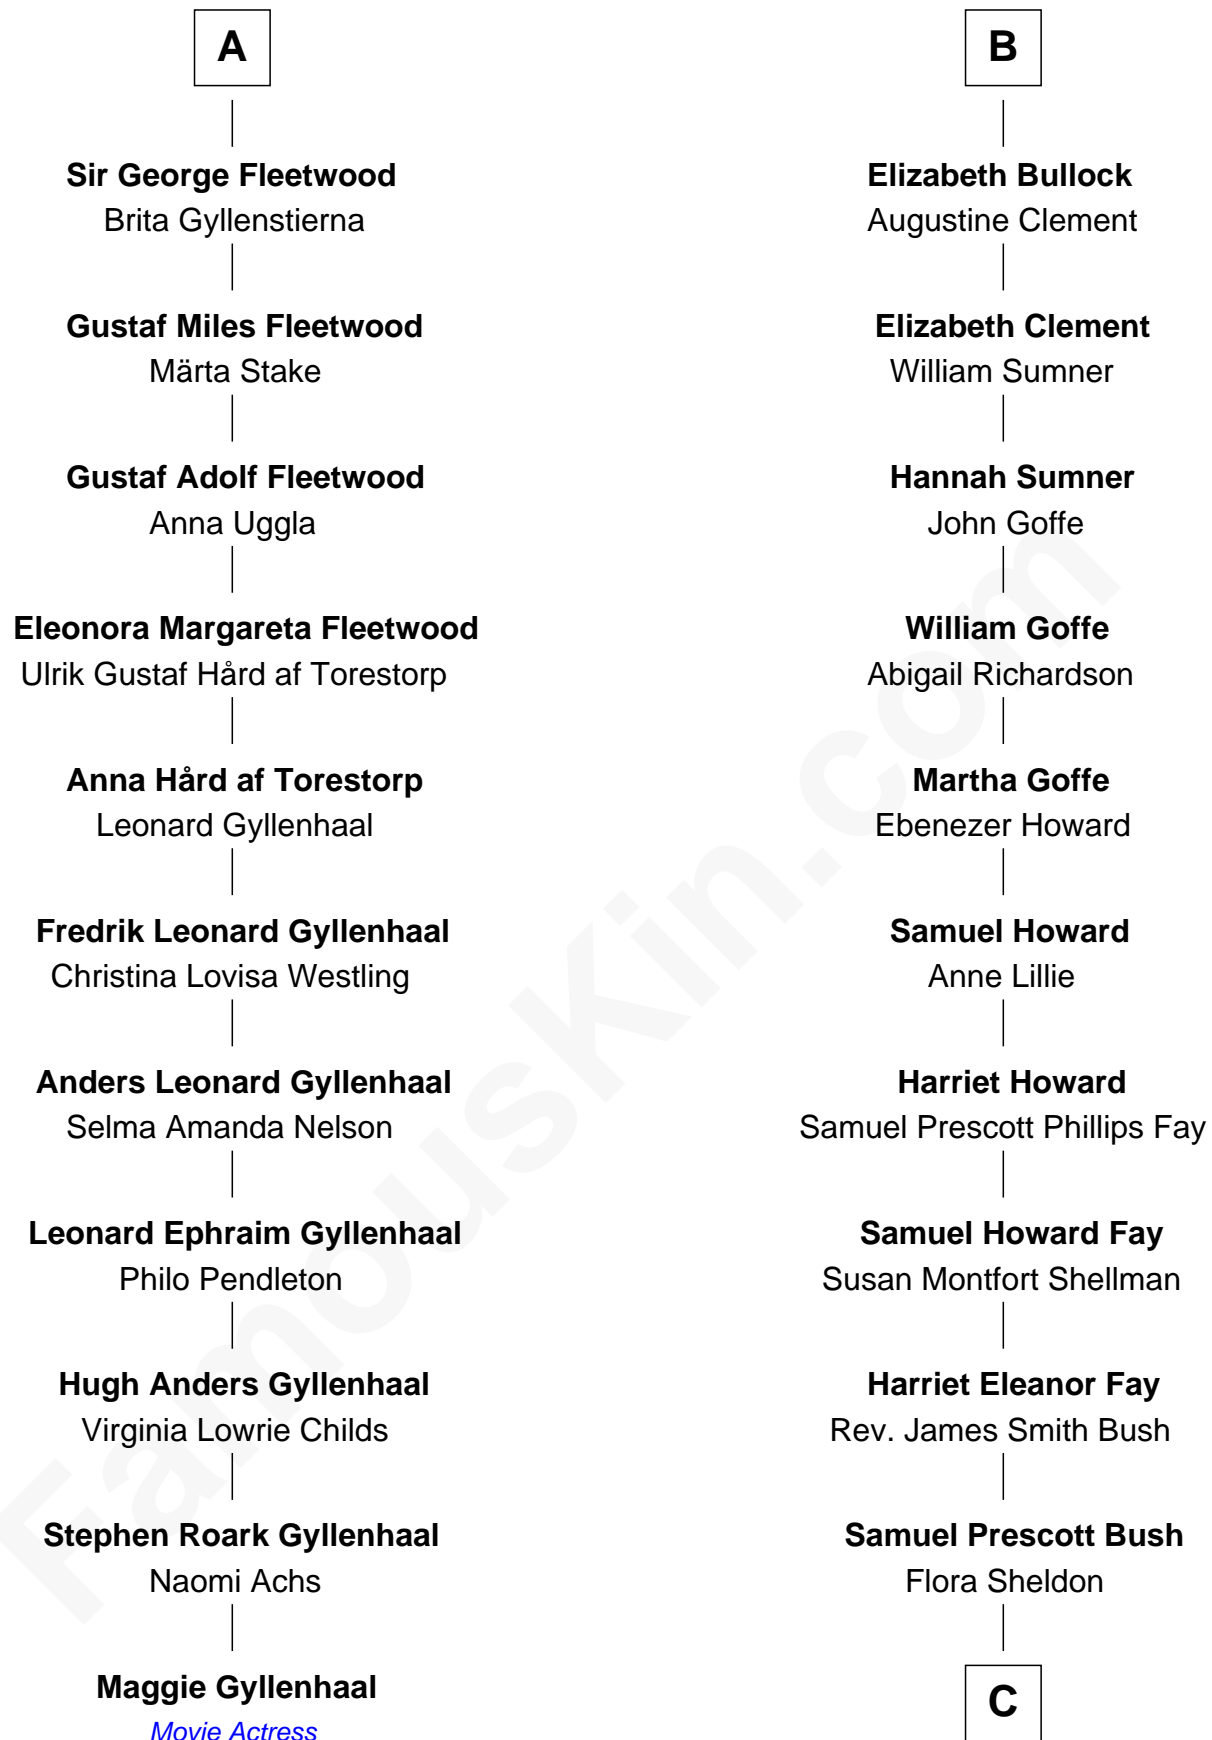 A
Sir George Fleetwood
Brita Gyllenstierna
Gustaf Miles Fleetwood
Märta Stake
Gustaf Adolf Fleetwood
Anna Uggla
Eleonora Margareta Fleetwood
Ulrik Gustaf Hård af Torestorp
Anna Hård af Torestorp
Leonard Gyllenhaal
Fredrik Leonard Gyllenhaal
Christina Lovisa Westling
Anders Leonard Gyllenhaal
Selma Amanda Nelson
Leonard Ephraim Gyllenhaal
Philo Pendleton
Hugh Anders Gyllenhaal
Virginia Lowrie Childs
Stephen Roark Gyllenhaal
Naomi Achs
Maggie Gyllenhaal
Movie Actress
B
Elizabeth Bullock
Augustine Clement
Elizabeth Clement
William Sumner
Hannah Sumner
John Goffe
William Goffe
Abigail Richardson
Martha Goffe
Ebenezer Howard
Samuel Howard
Anne Lillie
Harriet Howard
Samuel Prescott Phillips Fay
Samuel Howard Fay
Susan Montfort Shellman
Harriet Eleanor Fay
Rev. James Smith Bush
Samuel Prescott Bush
Flora Sheldon
C
FamousKin.com